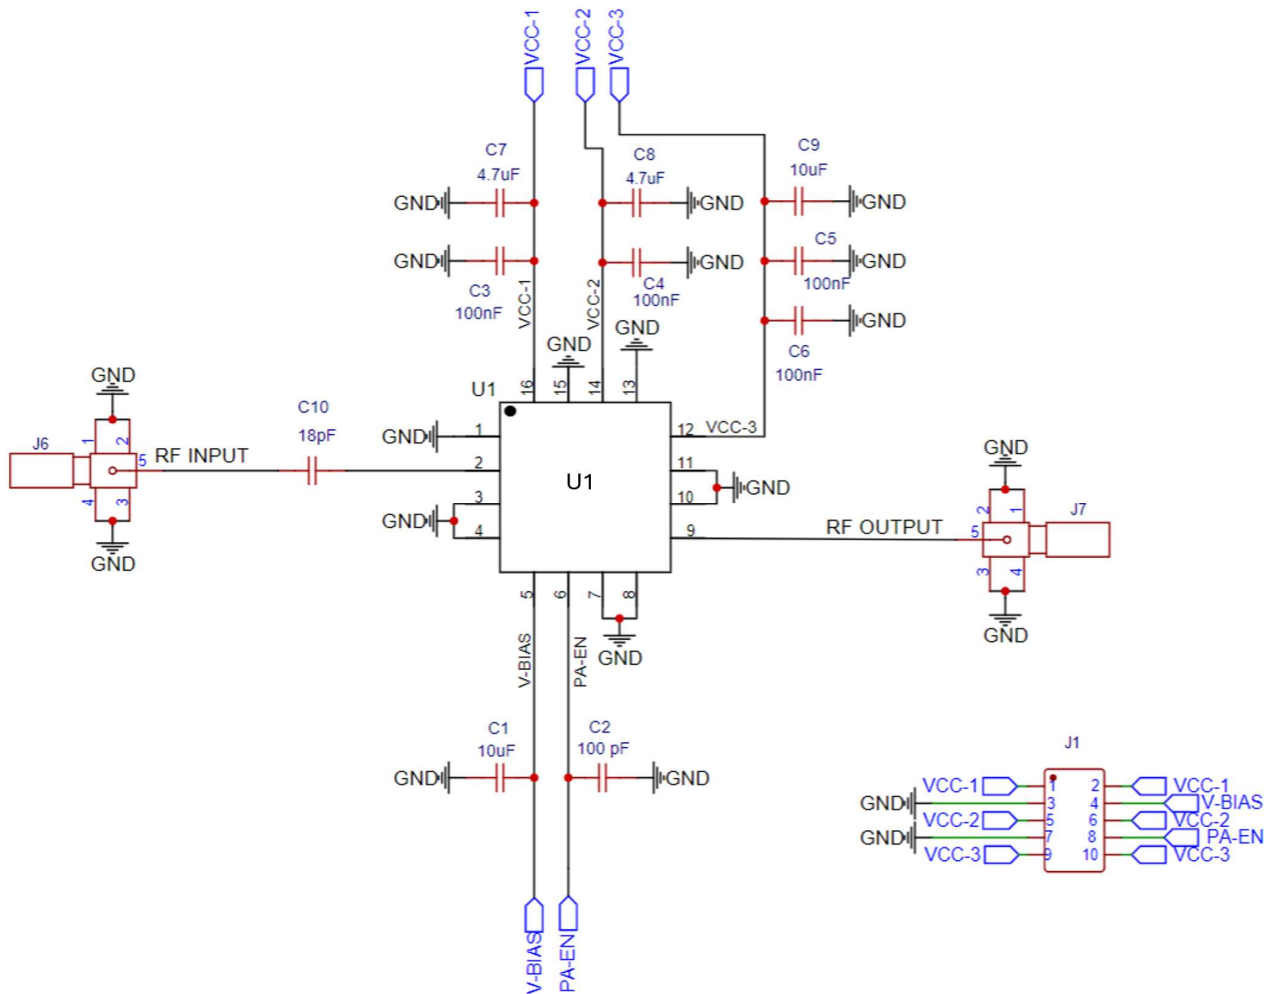 VCC-1
VCC-2
VCC-3
C7
4.7uF
C8
4.7uF
C9
10uF
GND
GND
GND
GND
GND
C5
GND
C3
100nF
VCC-1
VCC-2
C4
100nF
100nF
GND
GND
GND
C6
100nF
U1
16
15
14
13
GND
J6
1
2
5
RF INPUT
4
3
GND
C10
18pF
GND
1
2
3
GND
4
U1
12
VCC-3
11
10
GND
9
RF OUTPUT
GND
2
1
J7
5
3
4
GND
5
6
7
8
V-BIAS
PA-EN
GND
C1
10uF
C2
100 pF
GND
GND
V-BIAS
PA-EN
J1
VCC-1
1
2
VCC-1
GND
3
4
V-BIAS
VCC-2
5
6
VCC-2
GND
7
8
PA-EN
VCC-3
9
10
VCC-3